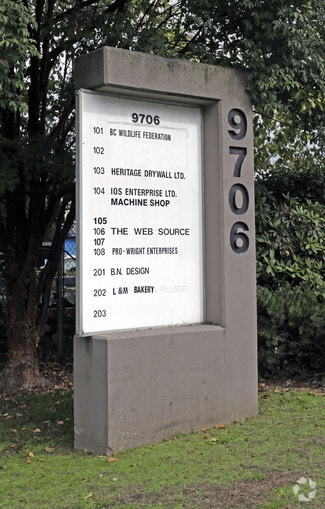 9706
101 BC WILDLIFE FEDERATION
102
103 HERITAGE DRYWALL LTD.
104 IOS ENTERPRISE LTD.
MACHINE SHOP
105
106 THE WEB SOURCE
107
108 PRO-WRIGHT ENTERPRISES
201 B.N. DESIGN
202 L & M BAKERY
203
9706